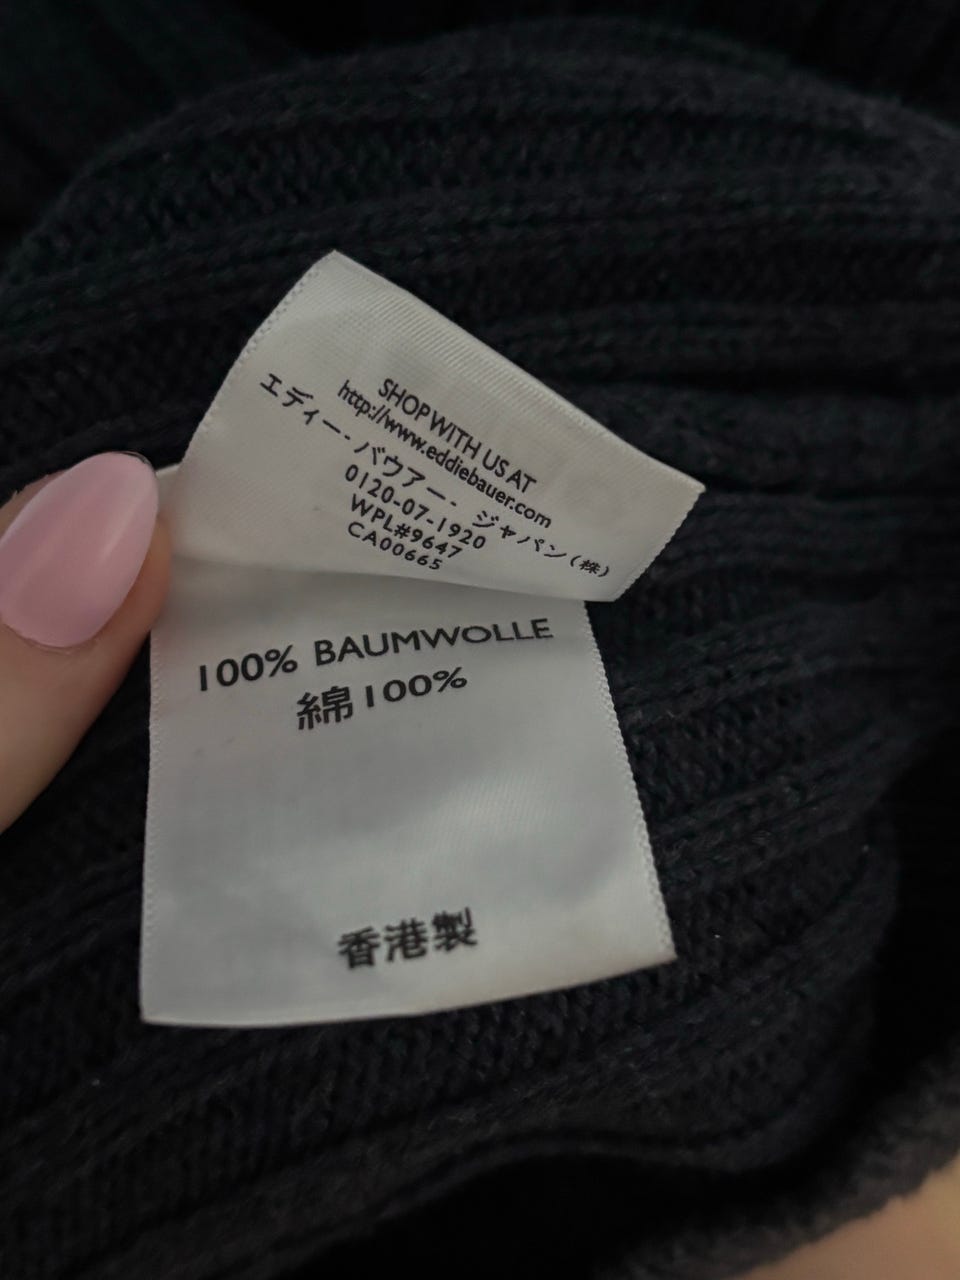 SHOP WITH US AT
http://www.eddiebauer.com
エディー・バウアー・ジャパン(株)
0120-07-1920
WPL#9647
CA00665
100% BAUMWOLLE
綿100%
香港製